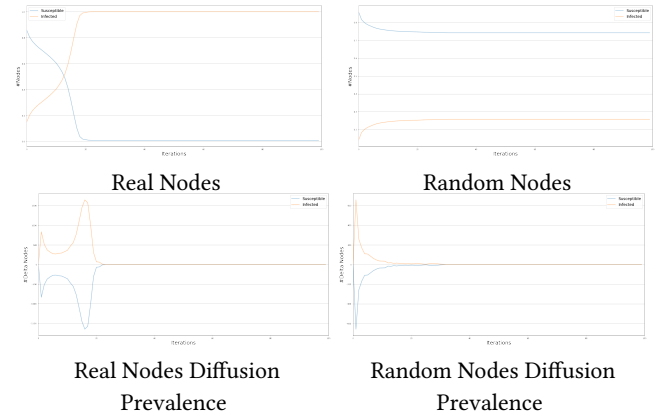 Susceptible
Infected
#Nodes
Iterations
Real Nodes
Susceptible
Infected
#Nodes
Iterations
Random Nodes
Susceptible
Infected
#Delta Nodes
Iterations
Real Nodes Diffusion
Prevalence
Susceptible
Infected
#Delta Nodes
Iterations
Random Nodes Diffusion
Prevalence